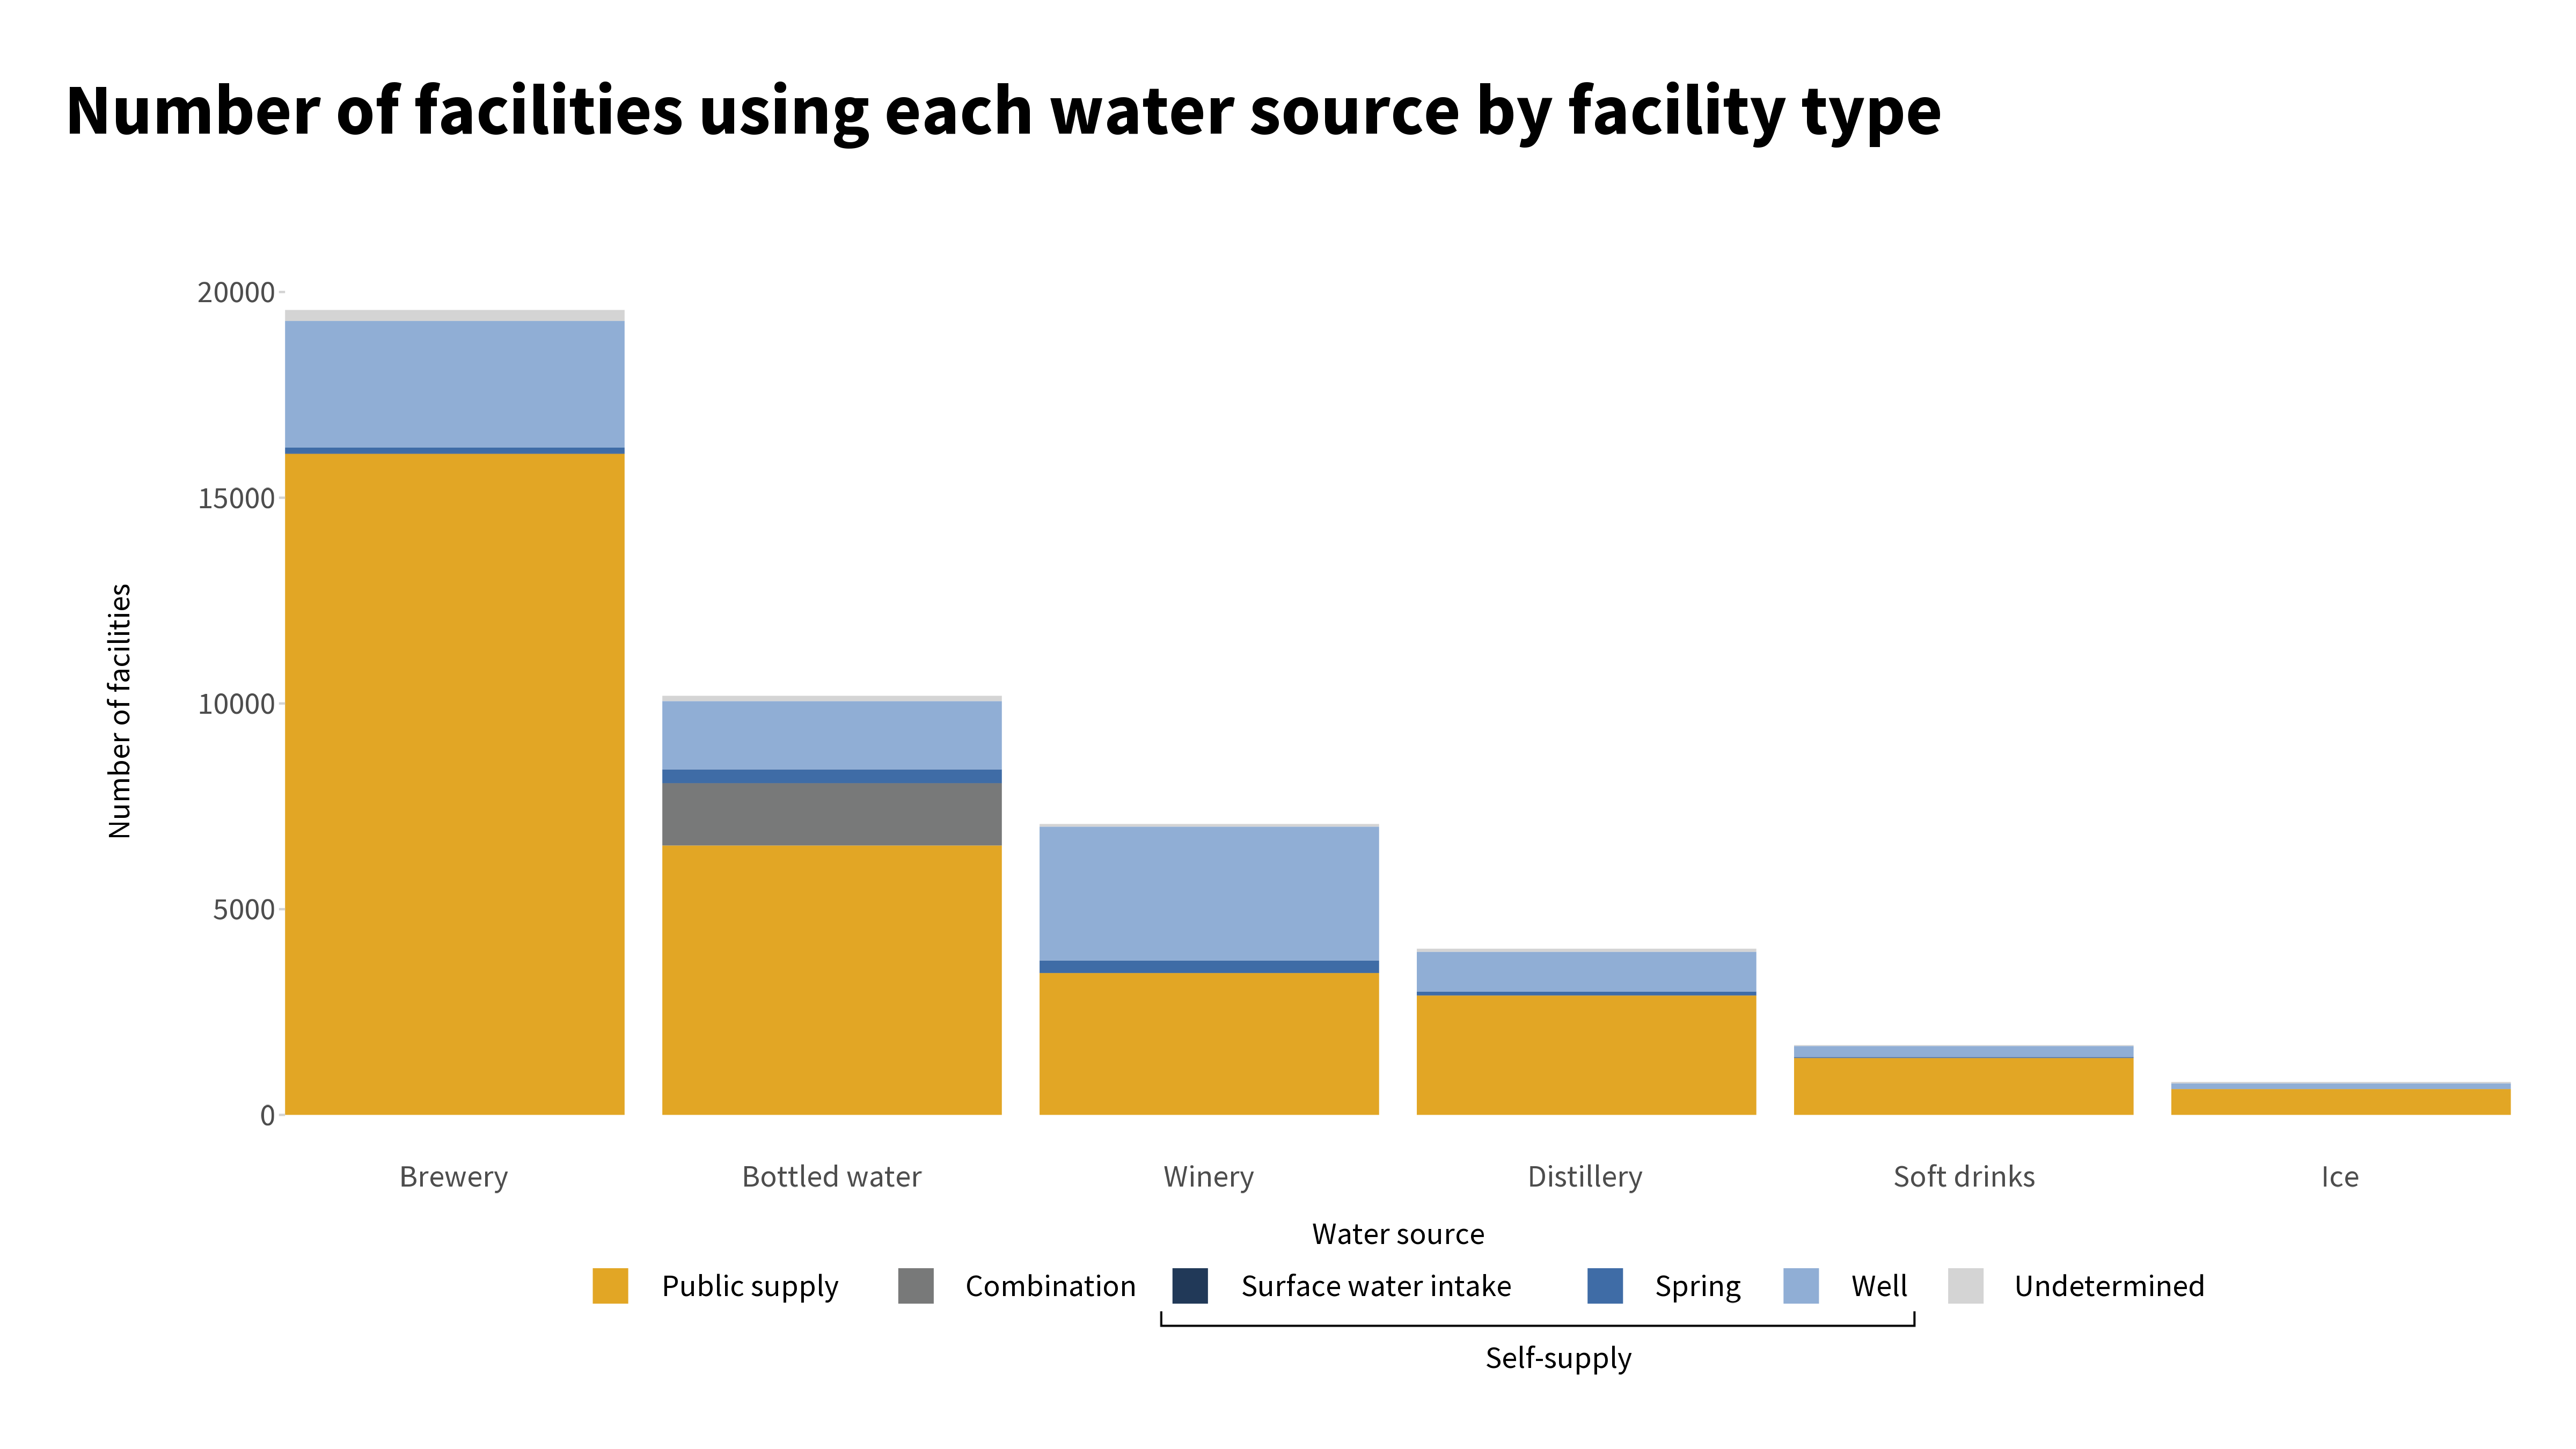 Number of facilities using each water source by facility type
20000
15000
10000
5000
0
Number of facilities
Brewery Bottled water Winery Distillery Soft drinks Ice
Water source
Public supply Combination Surface water intake Spring Well Undetermined
Self-supply